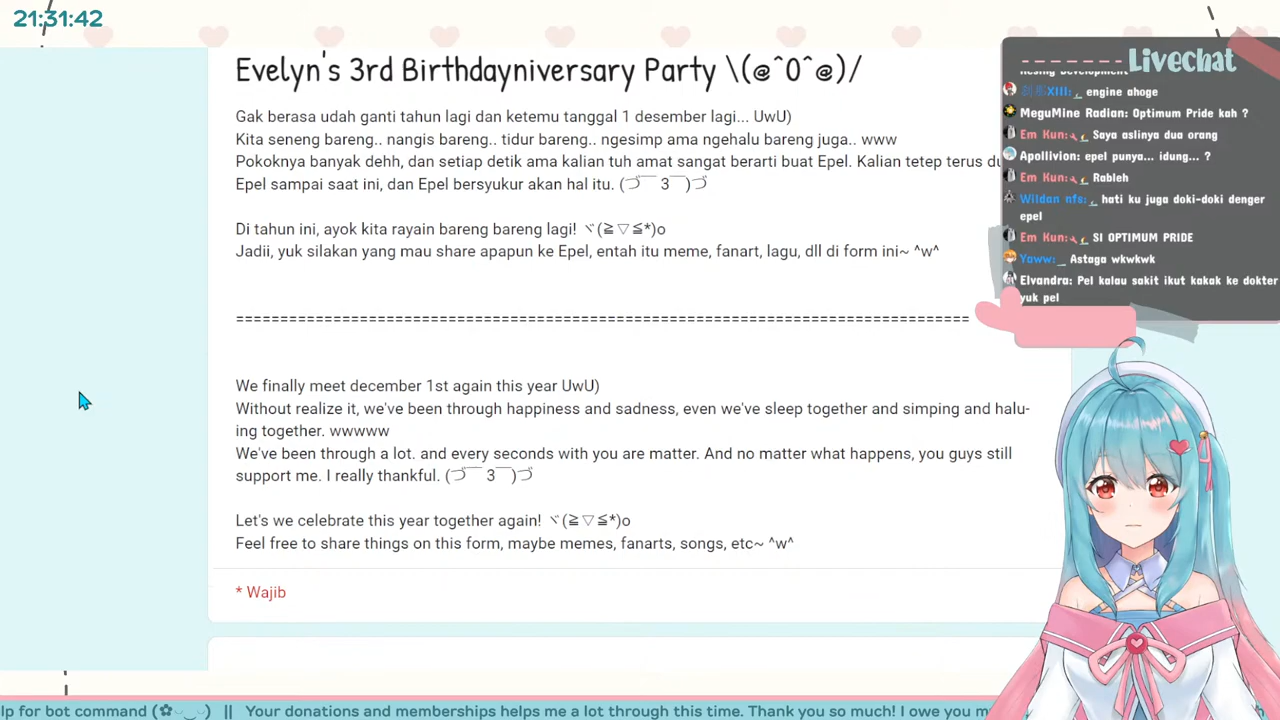 21:31:42
Evelyn's 3rd Birthdayniversary Party \(@^0^@)/
Gak berasa udah ganti tahun lagi dan ketemu tanggal 1 desember lagi... UwU)
Kita seneng bareng.. nangis bareng.. tidur bareng.. ngesimp ama ngehalu bareng juga.. www
Pokoknya banyak dehh, dan setiap detik ama kalian tuh amat sangat berarti buat Epel. Kalian tetep terus
Epel sampai saat ini, dan Epel bersyukur akan hal itu. (づ￣ 3￣)づ
Di tahun ini, ayok kita rayain bareng bareng lagi! ヾ(≧▽≦*)o
Jadii, yuk silakan yang mau share apapun ke Epel, entah itu meme, fanart, lagu, dll di form ini~ ^w^
===================================================================================
We finally meet december 1st again this year UwU)
Without realize it, we've been through happiness and sadness, even we've sleep together and simping and halu-
ing together. wwwww
We've been through a lot. and every seconds with you are matter. And no matter what happens, you guys still
support me. I really thankful. (づ￣ 3￣)づ
Let's we celebrate this year together again! ヾ(≧▽≦*)o
Feel free to share things on this form, maybe memes, fanarts, songs, etc~ ^w^
* Wajib
------- Livechat
XIII: engine ahoge
MeguMine Radian: Optimum Pride kah ?
Em Kun: Saya aslinya dua orang
Apollivion: epel punya... idung... ?
Em Kun: Rableh
Wildan nfs: hati ku juga doki-doki denger
epel
Em Kun: SI OPTIMUM PRIDE
Yaww: Astaga wkwkwk
Elvandra: Pel kalau sakit ikut kakak ke dokter
yuk pel
lp for bot command (✿◡‿◡) || Your donations and memberships helps me a lot through this time. Thank you so much! I owe you m